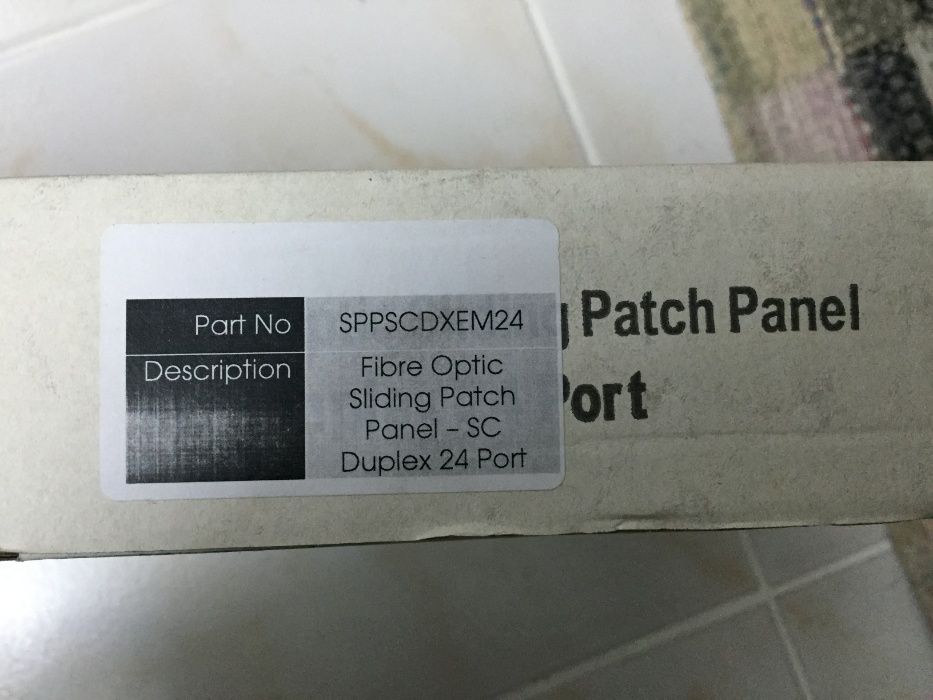 Part No SPPSCDXEM24
Description Fibre Optic
Sliding Patch
Panel – SC
Duplex 24 Port
Patch Panel
Port